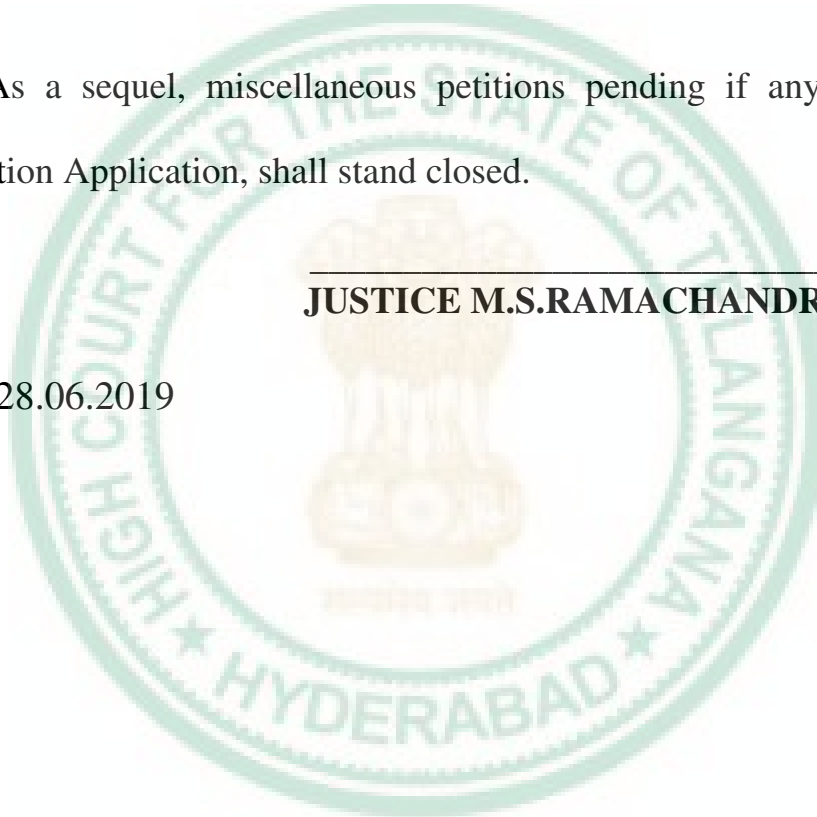 As a sequel, miscellaneous petitions pending if any
tion Application, shall stand closed.
JUSTICE M.S.RAMACHANDR
28.06.2019
HIGH COURT FOR THE STATE OF TELANGANA
★ HYDERABAD ★